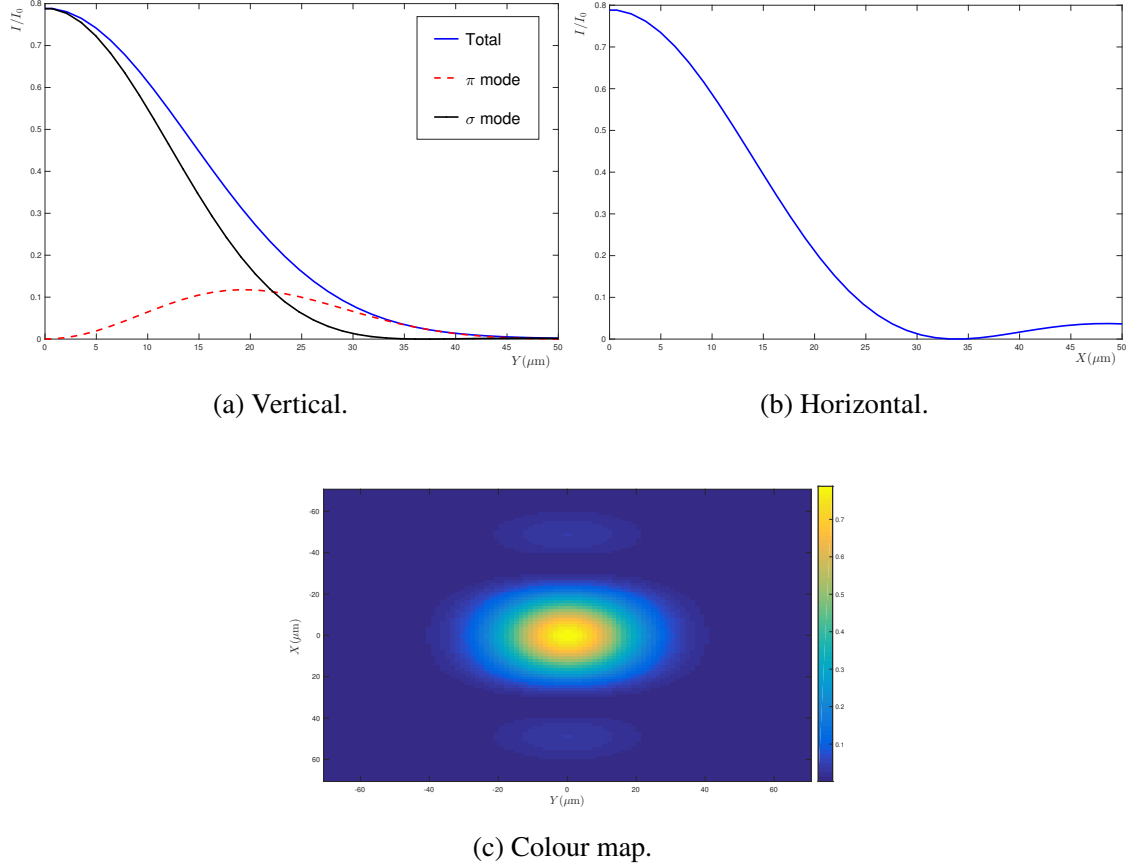 I/I₀
0.8
0.7
0.6
0.5
0.4
0.3
0.2
0.1
0
0 5 10 15 20 25 30 35 40 45 50
Y(μm)
Total
π mode
σ mode
(a) Vertical.
I/I₀
0.8
0.7
0.6
0.5
0.4
0.3
0.2
0.1
0
0 5 10 15 20 25 30 35 40 45 50
X(μm)
(b) Horizontal.
X(μm)
-60
-40
-20
0
20
40
60
-60 -40 -20 0 20 40 60
Y(μm)
0.7
0.6
0.5
0.4
0.3
0.2
0.1
(c) Colour map.